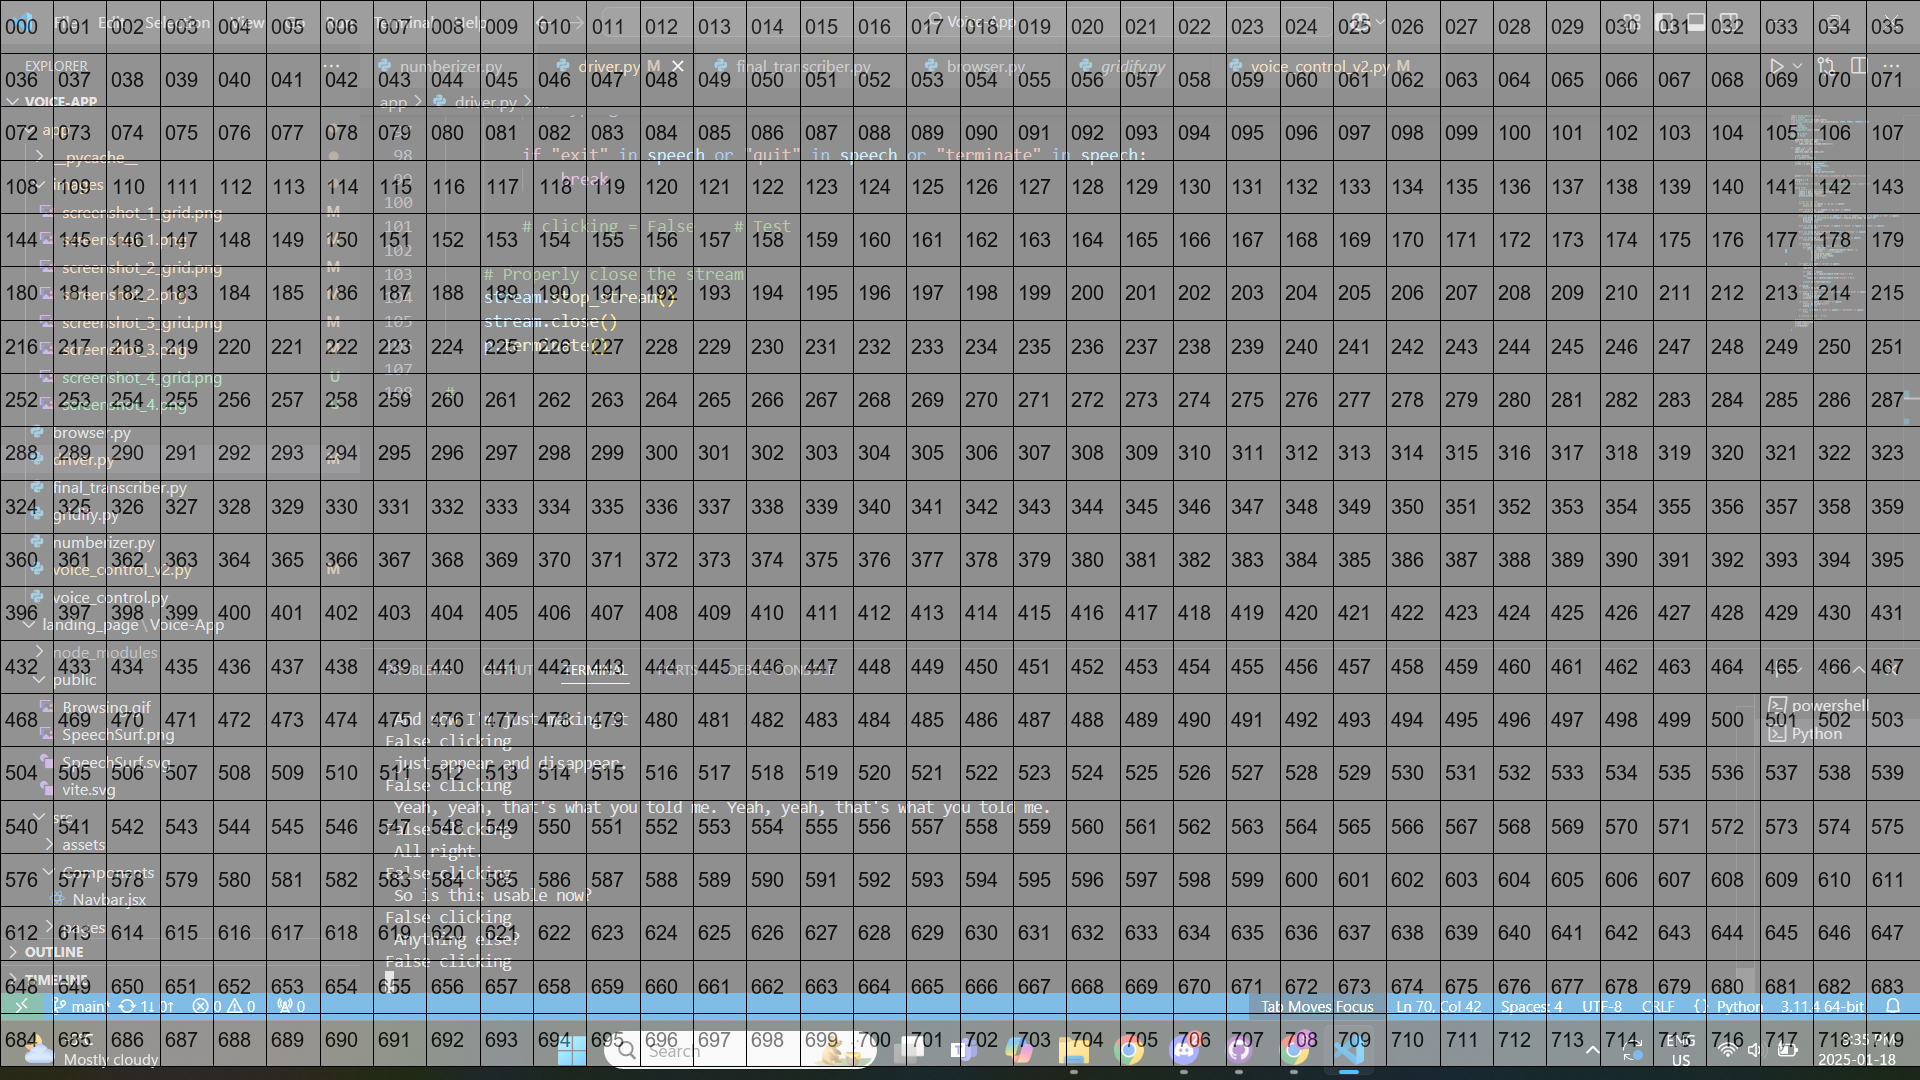 File Edit Selection View Go Run Terminal Help
Voice-App
000 001 002 003 004 005 006 007 008 009 010 011 012 013 014 015 016 017 018 019 020 021 022 023 024 025 026 027 028 029 030 031 032 033 034 035
EXPLORER
numberizer.py
driver.py M
final_transcriber.py
browser.py
gridify.py
voice_control_v2.py M
036 037 038 039 040 041 042 043 044 045 046 047 048 049 050 051 052 053 054 055 056 057 058 059 060 061 062 063 064 065 066 067 068 069 070 071
VOICE-APP
app > driver.py > ...
072 073 074 075 076 077 078 079 080 081 082 083 084 085 086 087 088 089 090 091 092 093 094 095 096 097 098 099 100 101 102 103 104 105 106 107
app
__pycache__
98 if "exit" in speech or "quit" in speech or "terminate" in speech:
108 109 110 111 112 113 114 115 116 117 118 119 120 121 122 123 124 125 126 127 128 129 130 131 132 133 134 135 136 137 138 139 140 141 142 143
images
99 break
100
screenshot_1_grid.png M
101 # clicking = False # Test
144 145 146 147 148 149 150 151 152 153 154 155 156 157 158 159 160 161 162 163 164 165 166 167 168 169 170 171 172 173 174 175 176 177 178 179
screenshot_1.png M
102
screenshot_2_grid.png M
103 # Properly close the stream
180 181 182 183 184 185 186 187 188 189 190 191 192 193 194 195 196 197 198 199 200 201 202 203 204 205 206 207 208 209 210 211 212 213 214 215
screenshot_2.png M
104 stream.stop_stream()
screenshot_3_grid.png M
105 stream.close()
216 217 218 219 220 221 222 223 224 225 226 227 228 229 230 231 232 233 234 235 236 237 238 239 240 241 242 243 244 245 246 247 248 249 250 251
screenshot_3.png M
106 p.terminate()
107
screenshot_4_grid.png U
108 #
252 253 254 255 256 257 258 259 260 261 262 263 264 265 266 267 268 269 270 271 272 273 274 275 276 277 278 279 280 281 282 283 284 285 286 287
screenshot_4.png U
browser.py
288 289 290 291 292 293 294 295 296 297 298 299 300 301 302 303 304 305 306 307 308 309 310 311 312 313 314 315 316 317 318 319 320 321 322 323
driver.py M
final_transcriber.py
324 325 326 327 328 329 330 331 332 333 334 335 336 337 338 339 340 341 342 343 344 345 346 347 348 349 350 351 352 353 354 355 356 357 358 359
gridify.py
numberizer.py
360 361 362 363 364 365 366 367 368 369 370 371 372 373 374 375 376 377 378 379 380 381 382 383 384 385 386 387 388 389 390 391 392 393 394 395
voice_control_v2.py M
voice_control.py
396 397 398 399 400 401 402 403 404 405 406 407 408 409 410 411 412 413 414 415 416 417 418 419 420 421 422 423 424 425 426 427 428 429 430 431
landing_page\Voice-App
node_modules
432 433 434 435 436 437 438 439 440 441 442 443 444 445 446 447 448 449 450 451 452 453 454 455 456 457 458 459 460 461 462 463 464 465 466 467
PROBLEMS OUTPUT TERMINAL PORTS DEBUG CONSOLE
public
Browsing.gif
powershell
468 469 470 471 472 473 474 475 476 477 478 479 480 481 482 483 484 485 486 487 488 489 490 491 492 493 494 495 496 497 498 499 500 501 502 503
And now I'm just making it
SpeechSurf.png
Python
False clicking
SpeechSurf.svg
just appear and disappear.
504 505 506 507 508 509 510 511 512 513 514 515 516 517 518 519 520 521 522 523 524 525 526 527 528 529 530 531 532 533 534 535 536 537 538 539
vite.svg
False clicking
Yeah, yeah, that's what you told me. Yeah, yeah, that's what you told me.
src
540 541 542 543 544 545 546 547 548 549 550 551 552 553 554 555 556 557 558 559 560 561 562 563 564 565 566 567 568 569 570 571 572 573 574 575
False clicking
assets
All right.
Components
False clicking
576 577 578 579 580 581 582 583 584 585 586 587 588 589 590 591 592 593 594 595 596 597 598 599 600 601 602 603 604 605 606 607 608 609 610 611
So is this usable now?
Navbar.jsx
False clicking
pages
612 613 614 615 616 617 618 619 620 621 622 623 624 625 626 627 628 629 630 631 632 633 634 635 636 637 638 639 640 641 642 643 644 645 646 647
Anything else?
OUTLINE
False clicking
TIMELINE
648 649 650 651 652 653 654 655 656 657 658 659 660 661 662 663 664 665 666 667 668 669 670 671 672 673 674 675 676 677 678 679 680 681 682 683
main* 1↓ 0↑ 0 0 0
Tab Moves Focus Ln 70, Col 42 Spaces: 4 UTF-8 CRLF {} Python 3.11.4 64-bit
684 685 686 687 688 689 690 691 692 693 694 695 696 697 698 699 700 701 702 703 704 705 706 707 708 709 710 711 712 713 714 715 716 717 718 719
Mostly cloudy
Search
ENG
US
8:35 PM
2025-01-18